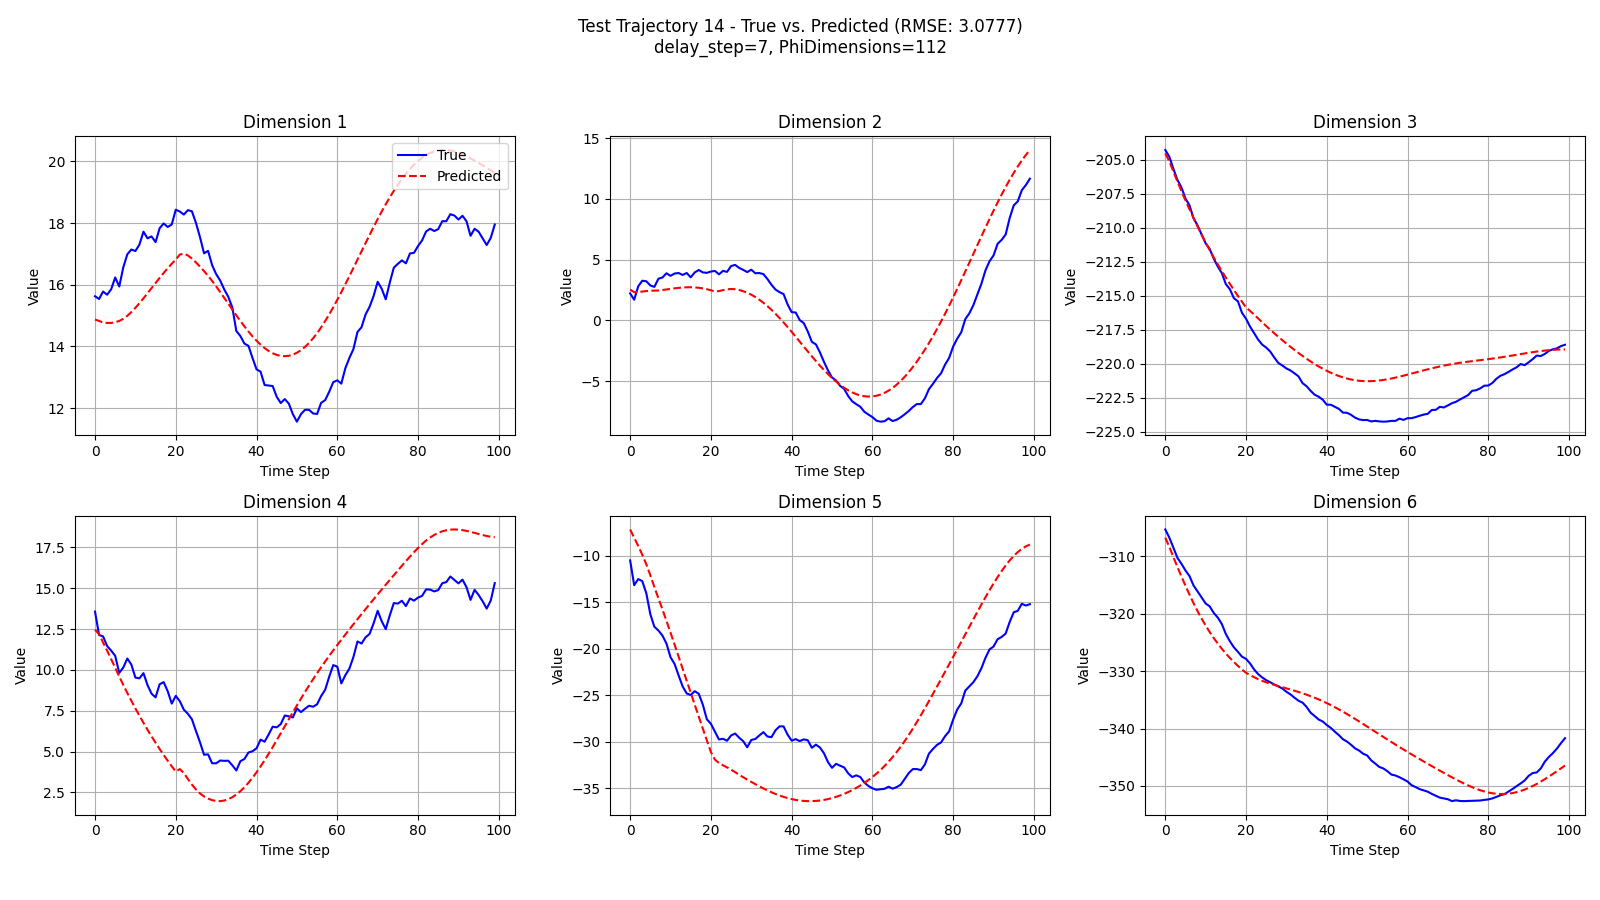 Test Trajectory 14 - True vs. Predicted (RMSE: 3.0777)
delay_step=7, PhiDimensions=112
Dimension 1
True
Predicted
Value
20
18
16
14
12
0 20 40 60 80 100
Time Step
Dimension 2
Value
15
10
5
0
−5
0 20 40 60 80 100
Time Step
Dimension 3
Value
−205.0
−207.5
−210.0
−212.5
−215.0
−217.5
−220.0
−222.5
−225.0
0 20 40 60 80 100
Time Step
Dimension 4
Value
17.5
15.0
12.5
10.0
7.5
5.0
2.5
0 20 40 60 80 100
Time Step
Dimension 5
Value
−10
−15
−20
−25
−30
−35
0 20 40 60 80 100
Time Step
Dimension 6
Value
−310
−320
−330
−340
−350
0 20 40 60 80 100
Time Step